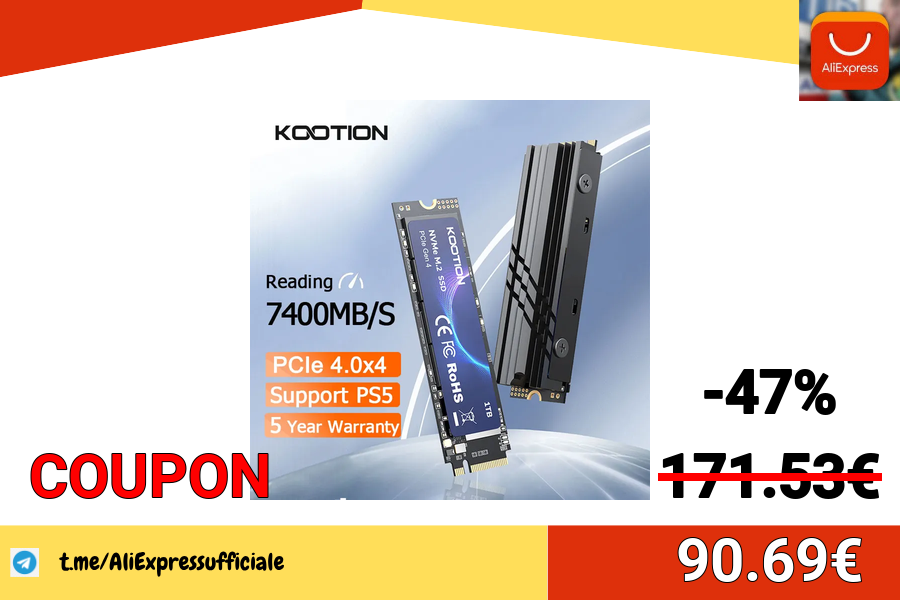 AliExpress
KOOTION
KOOTION
NVMe M.2 SSD
PCIe Gen 4
CE FC RoHS
1TB
Reading
7400MB/S
PCIe 4.0x4
Support PS5
5 Year Warranty
-47%
COUPON
171.53€
t.me/AliExpressufficiale
90.69€